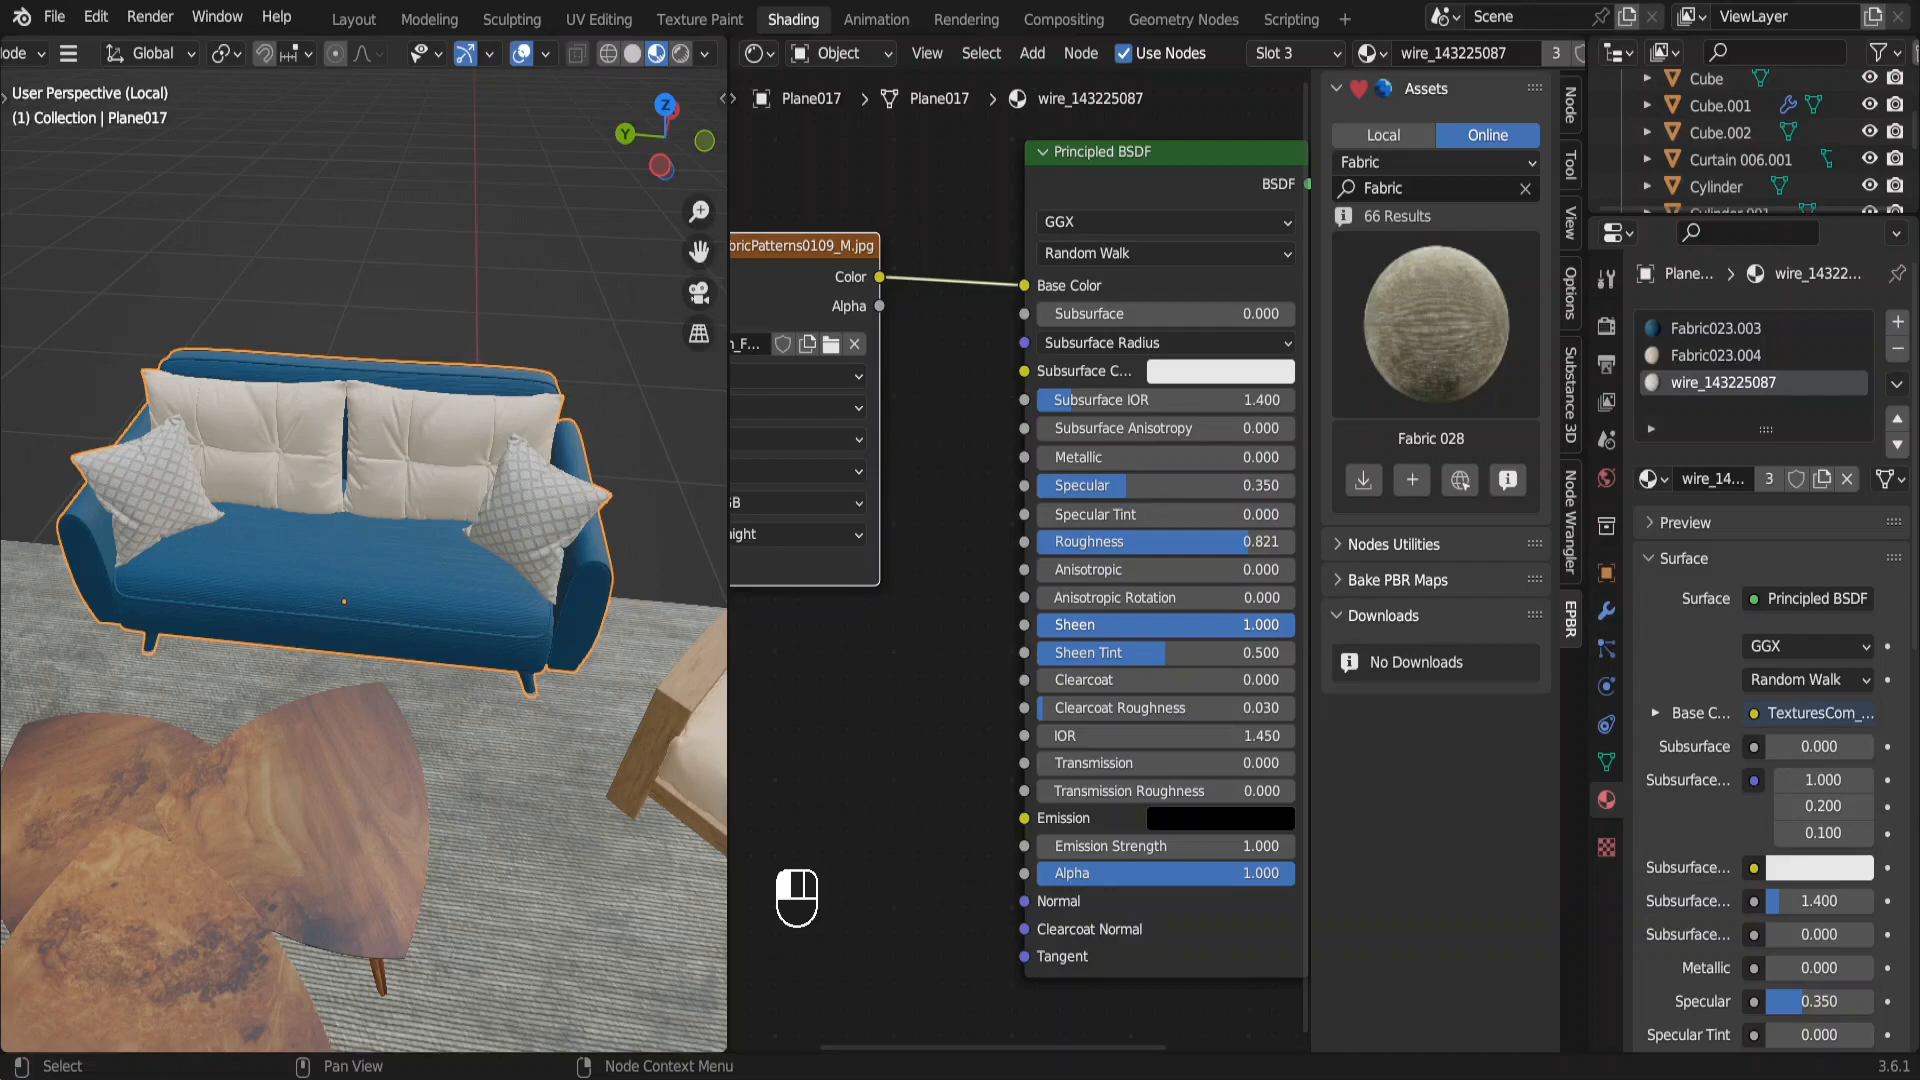 File Edit Render Window Help
Layout Modeling Sculpting UV Editing Texture Paint Shading Animation Rendering Compositing Geometry Nodes Scripting +
Scene
ViewLayer
ode Global
Object View Select Add Node Use Nodes Slot 3 wire_143225087 3
User Perspective (Local)
(1) Collection | Plane017
Z
Y
Plane017 > Plane017 > wire_143225087
bricPatterns0109_M.jpg
Color
Alpha
n_F...
GB
aight
Principled BSDF
BSDF
GGX
Random Walk
Base Color
Subsurface 0.000
Subsurface Radius
Subsurface C...
Subsurface IOR 1.400
Subsurface Anisotropy 0.000
Metallic 0.000
Specular 0.350
Specular Tint 0.000
Roughness 0.821
Anisotropic 0.000
Anisotropic Rotation 0.000
Sheen 1.000
Sheen Tint 0.500
Clearcoat 0.000
Clearcoat Roughness 0.030
IOR 1.450
Transmission 0.000
Transmission Roughness 0.000
Emission
Emission Strength 1.000
Alpha 1.000
Normal
Clearcoat Normal
Tangent
Assets
Local Online
Fabric
Fabric
66 Results
Fabric 028
Nodes Utilities
Bake PBR Maps
Downloads
No Downloads
Node
Tool
View
Options
Substance 3D
Node Wrangler
EPBR
Cube
Cube.001
Cube.002
Curtain 006.001
Cylinder
Plane... > wire_14322...
Fabric023.003
Fabric023.004
wire_143225087
wire_14... 3
Preview
Surface
Surface Principled BSDF
GGX
Random Walk
Base C... TexturesCom_...
Subsurface 0.000
Subsurface... 1.000
0.200
0.100
Subsurface...
Subsurface... 1.400
Subsurface... 0.000
Metallic 0.000
Specular 0.350
Specular Tint 0.000
Select Pan View Node Context Menu 3.6.1